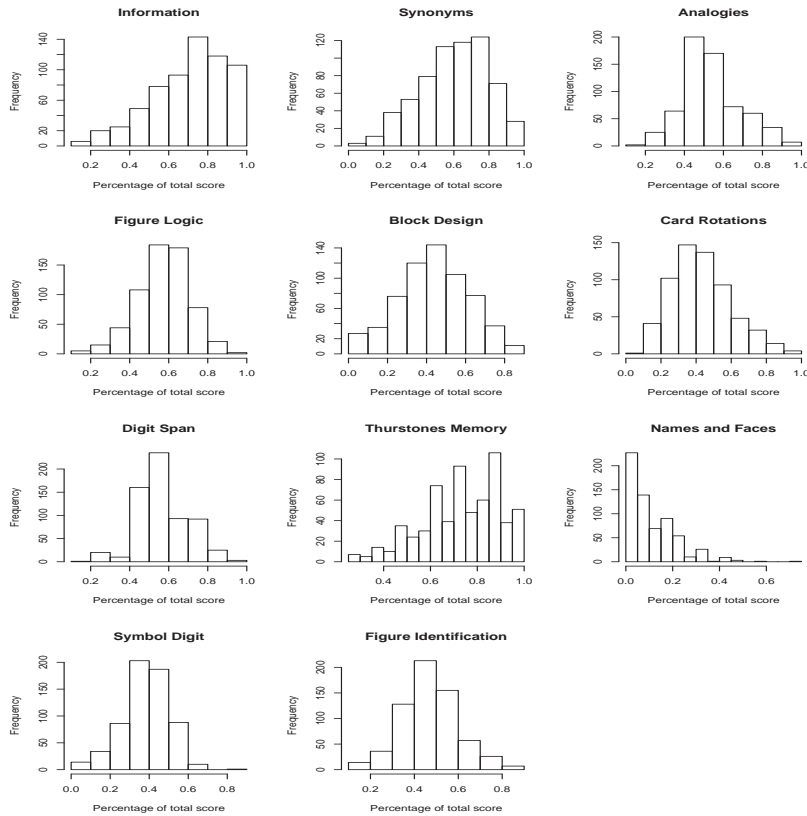 Information
Frequency
20 60 100 140
0.2 0.4 0.6 0.8 1.0
Percentage of total score
Synonyms
Frequency
0 40 80 120
0.0 0.2 0.4 0.6 0.8 1.0
Percentage of total score
Analogies
Frequency
0 50 100 150 200
0.2 0.4 0.6 0.8 1.0
Percentage of total score
Figure Logic
Frequency
0 50 100 150
0.2 0.4 0.6 0.8 1.0
Percentage of total score
Block Design
Frequency
0 20 60 100 140
0.0 0.2 0.4 0.6 0.8
Percentage of total score
Card Rotations
Frequency
0 50 100 150
0.0 0.2 0.4 0.6 0.8 1.0
Percentage of total score
Digit Span
Frequency
0 50 100 150 200
0.2 0.4 0.6 0.8 1.0
Percentage of total score
Thurstones Memory
Frequency
0 20 40 60 80 100
0.4 0.6 0.8 1.0
Percentage of total score
Names and Faces
Frequency
0 50 100 150 200
0.0 0.2 0.4 0.6
Percentage of total score
Symbol Digit
Frequency
0 50 100 150 200
0.0 0.2 0.4 0.6 0.8
Percentage of total score
Figure Identification
Frequency
0 50 100 150 200
0.2 0.4 0.6 0.8
Percentage of total score